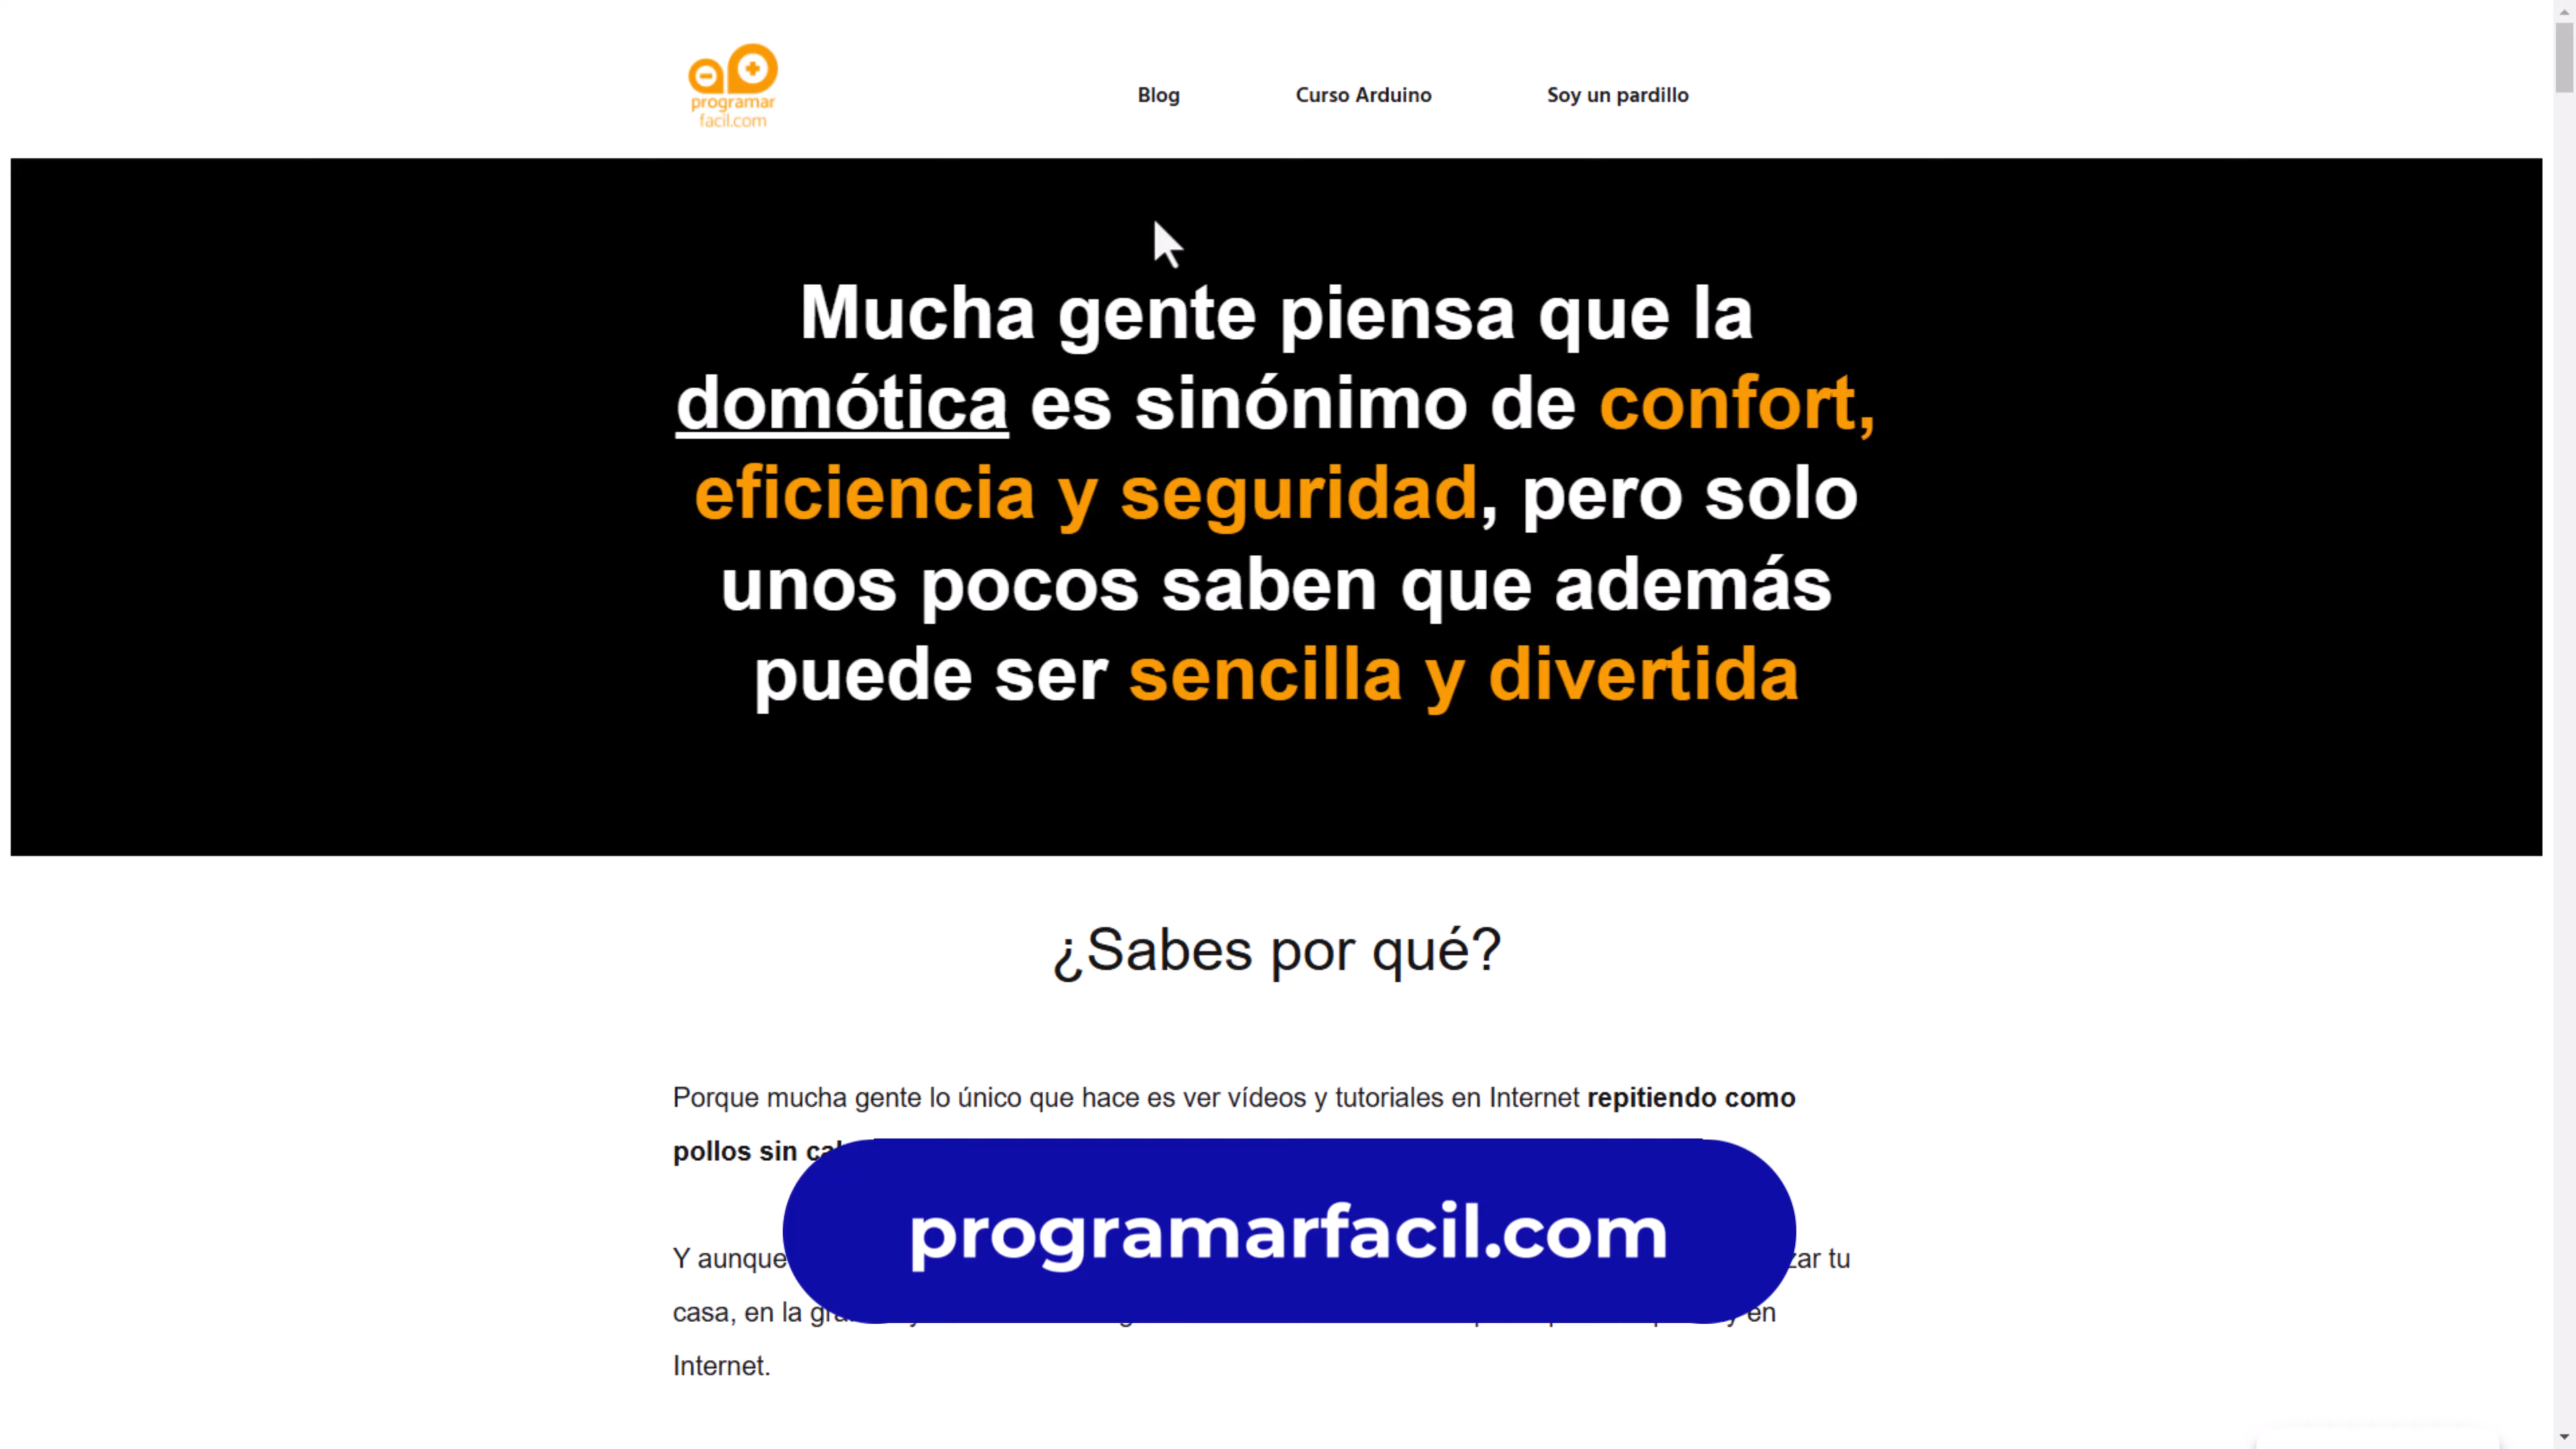 programar
facil.com
Blog
Curso Arduino
Soy un pardillo
Mucha gente piensa que la
domótica es sinónimo de confort,
eficiencia y seguridad, pero solo
unos pocos saben que además
puede ser sencilla y divertida
¿Sabes por qué?
Porque mucha gente lo único que hace es ver vídeos y tutoriales en Internet repitiendo como
pollos sin
programarfacil.com
Y aunque tu
casa, en la en
Internet.